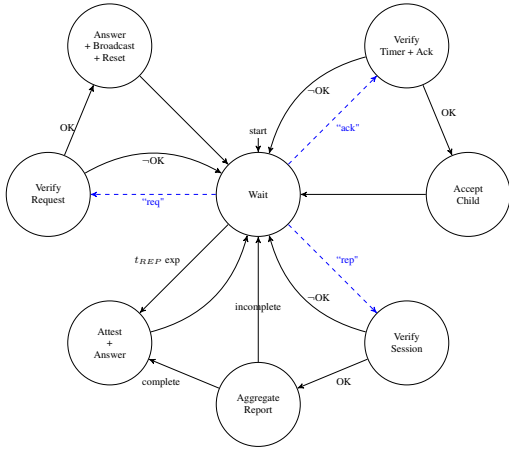 Answer
+ Broadcast
+ Reset
Verify
Timer + Ack
OK
¬OK
"ack"
OK
start
¬OK
Verify
Request
"req"
Wait
Accept
Child
t_REP exp
"rep"
incomplete
¬OK
Attest
+
Answer
Verify
Session
complete
OK
Aggregate
Report